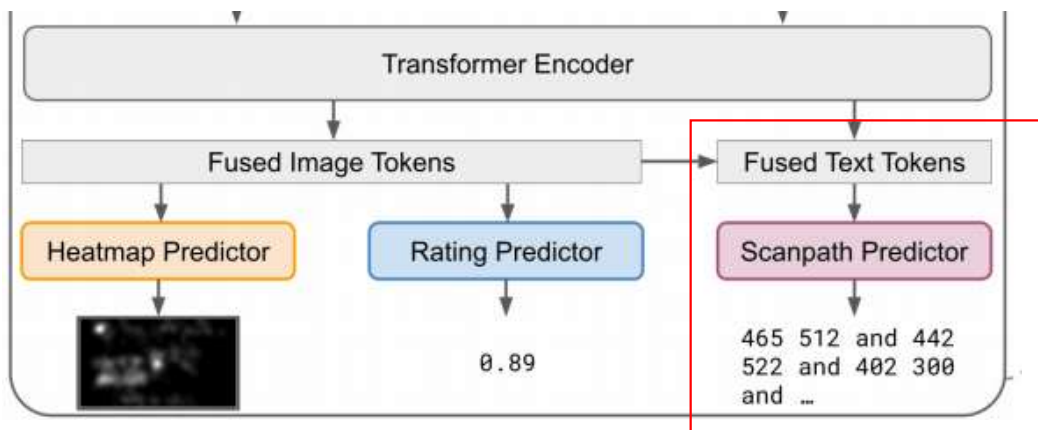 Transformer Encoder
Fused Image Tokens
Fused Text Tokens
Heatmap Predictor
Rating Predictor
Scanpath Predictor
0.89
465 512 and 442
522 and 402 300
and …